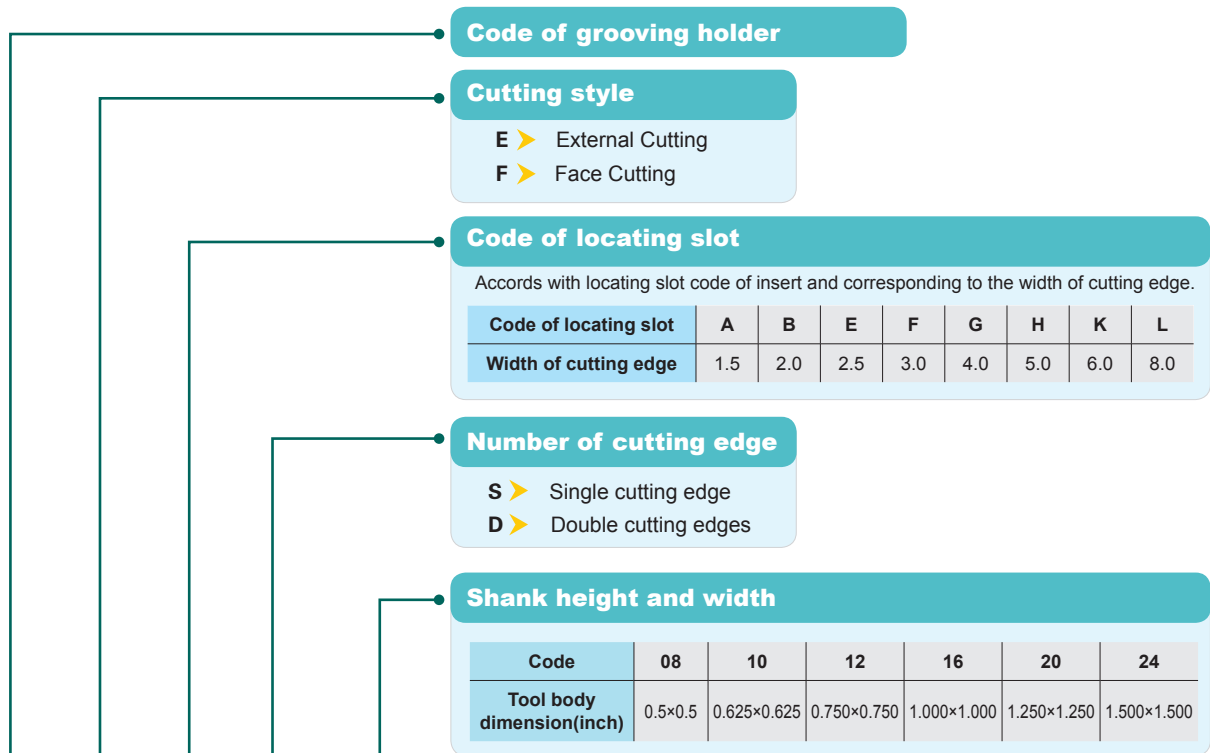 Code of grooving holder
Cutting style
E External Cutting
F Face Cutting
Code of locating slot
Accords with locating slot code of insert and corresponding to the width of cutting edge.
Code of locating slot A B E F G H K L
Width of cutting edge 1.5 2.0 2.5 3.0 4.0 5.0 6.0 8.0
Number of cutting edge
S Single cutting edge
D Double cutting edges
Shank height and width
Code 08 10 12 16 20 24
Tool body
dimension(inch) 0.5×0.5 0.625×0.625 0.750×0.750 1.000×1.000 1.250×1.250 1.500×1.500